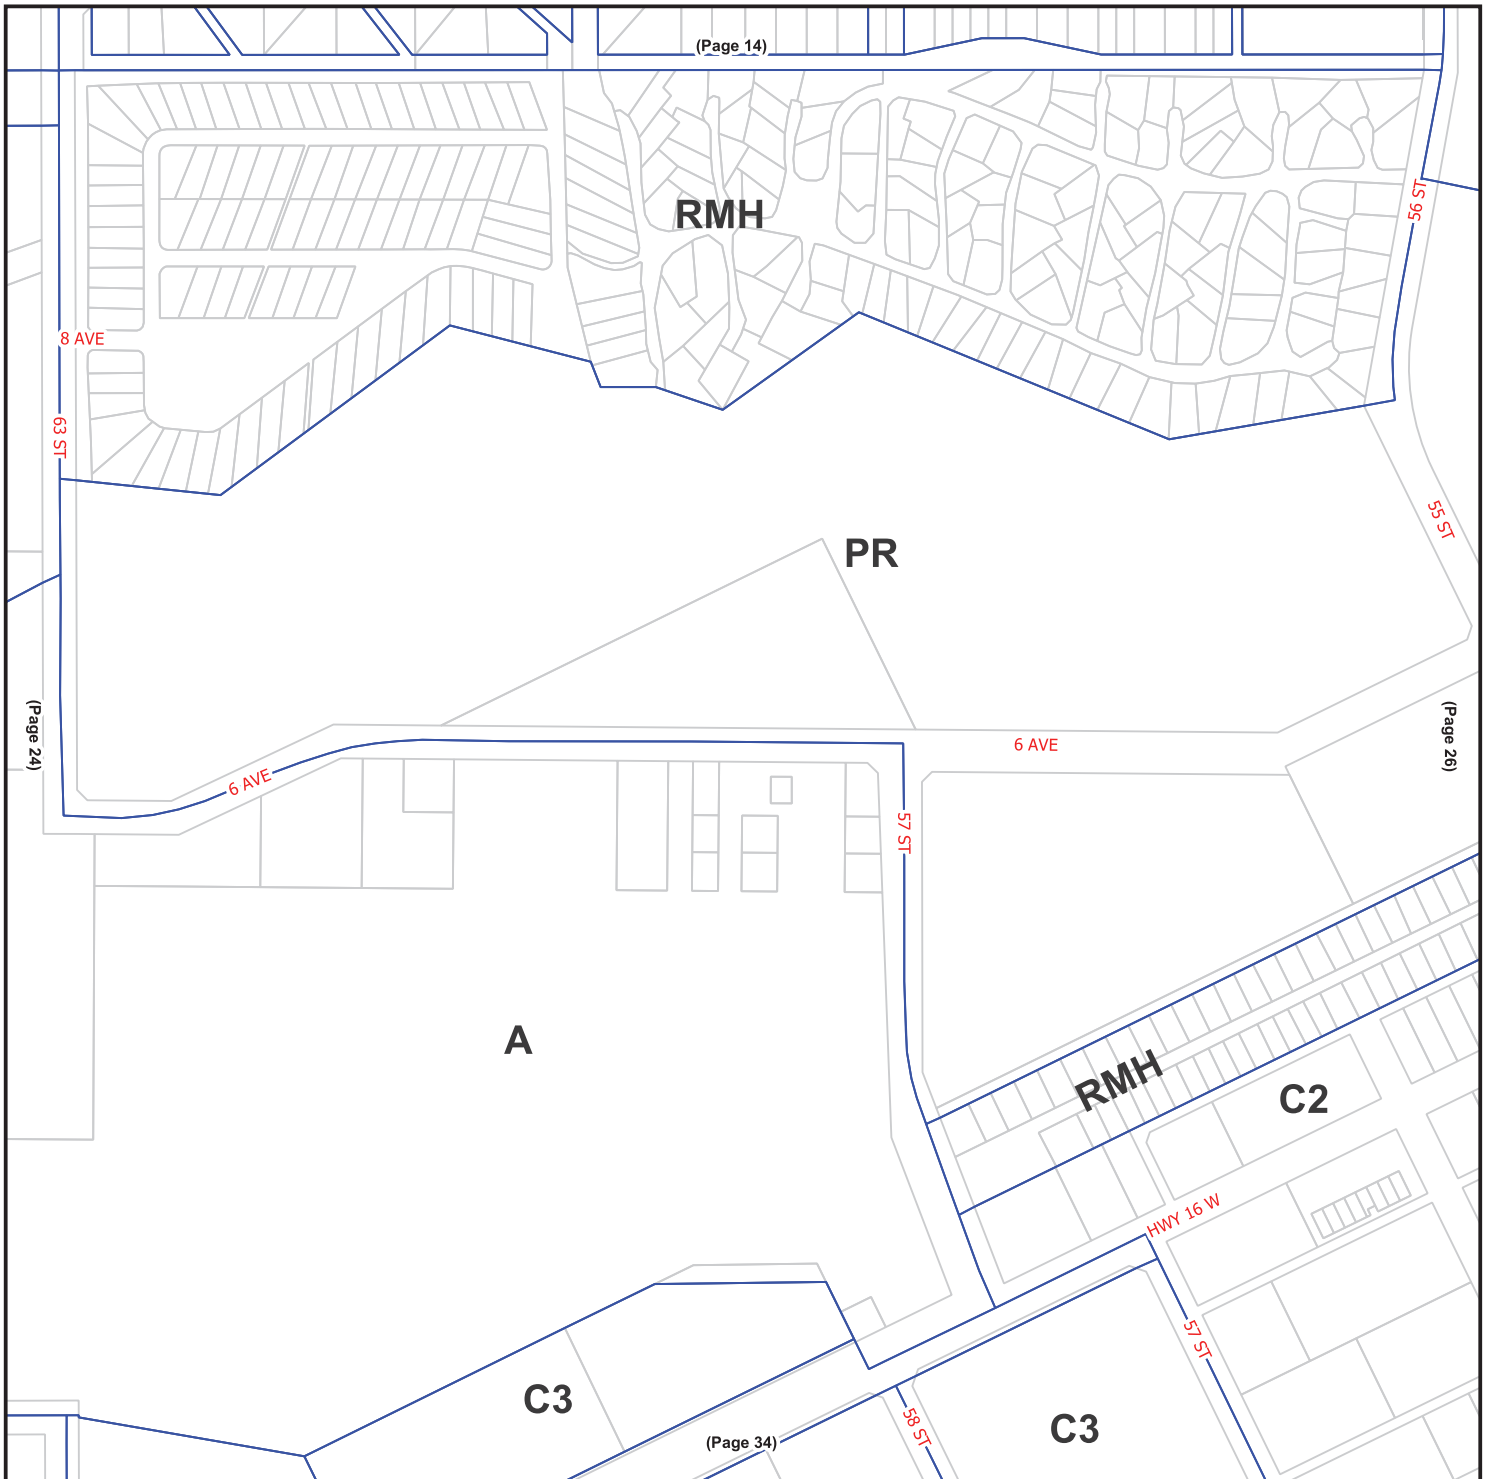 (Page 14)
RMH
56 ST
8 AVE
63 ST
55 ST
PR
(Page 24)
(Page 26)
6 AVE
6 AVE
57 ST
A
RMH
C2
HWY 16 W
57 ST
C3
58 ST
C3
(Page 34)